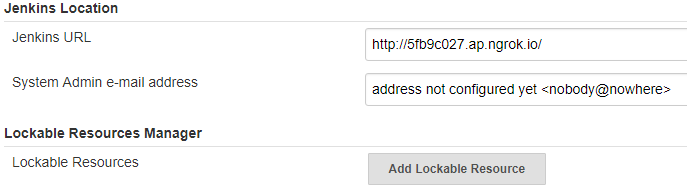 Jenkins Location
Jenkins URL http://5fb9c027.ap.ngrok.io/
System Admin e-mail address address not configured yet <nobody@nowhere>
Lockable Resources Manager
Lockable Resources Add Lockable Resource